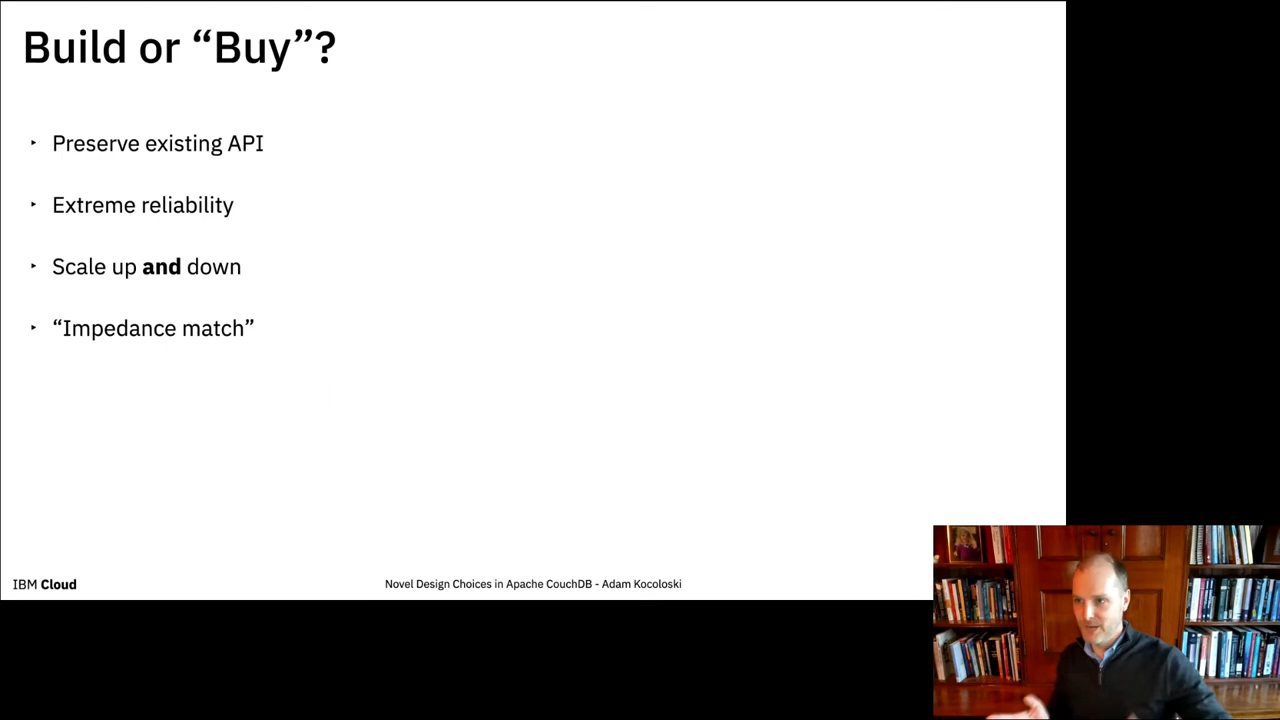 Build or “Buy”?
‣ Preserve existing API
‣ Extreme reliability
‣ Scale up and down
‣ “Impedance match”
IBM Cloud
Novel Design Choices in Apache CouchDB - Adam Kocoloski